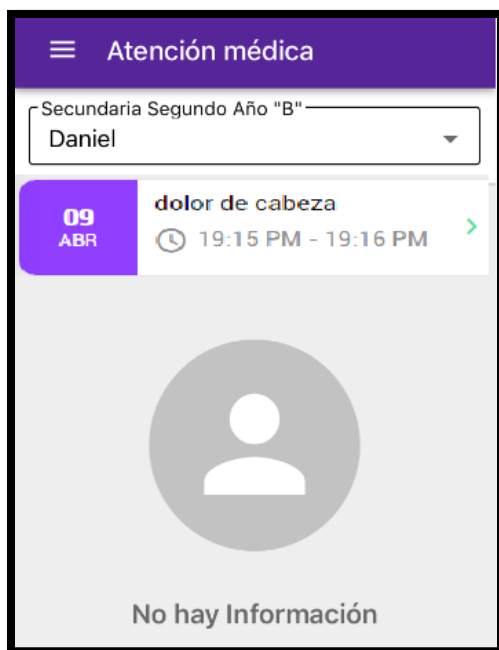 Atención médica
Secundaria Segundo Año "B"
Daniel
09
ABR
dolor de cabeza
19:15 PM - 19:16 PM
No hay Información